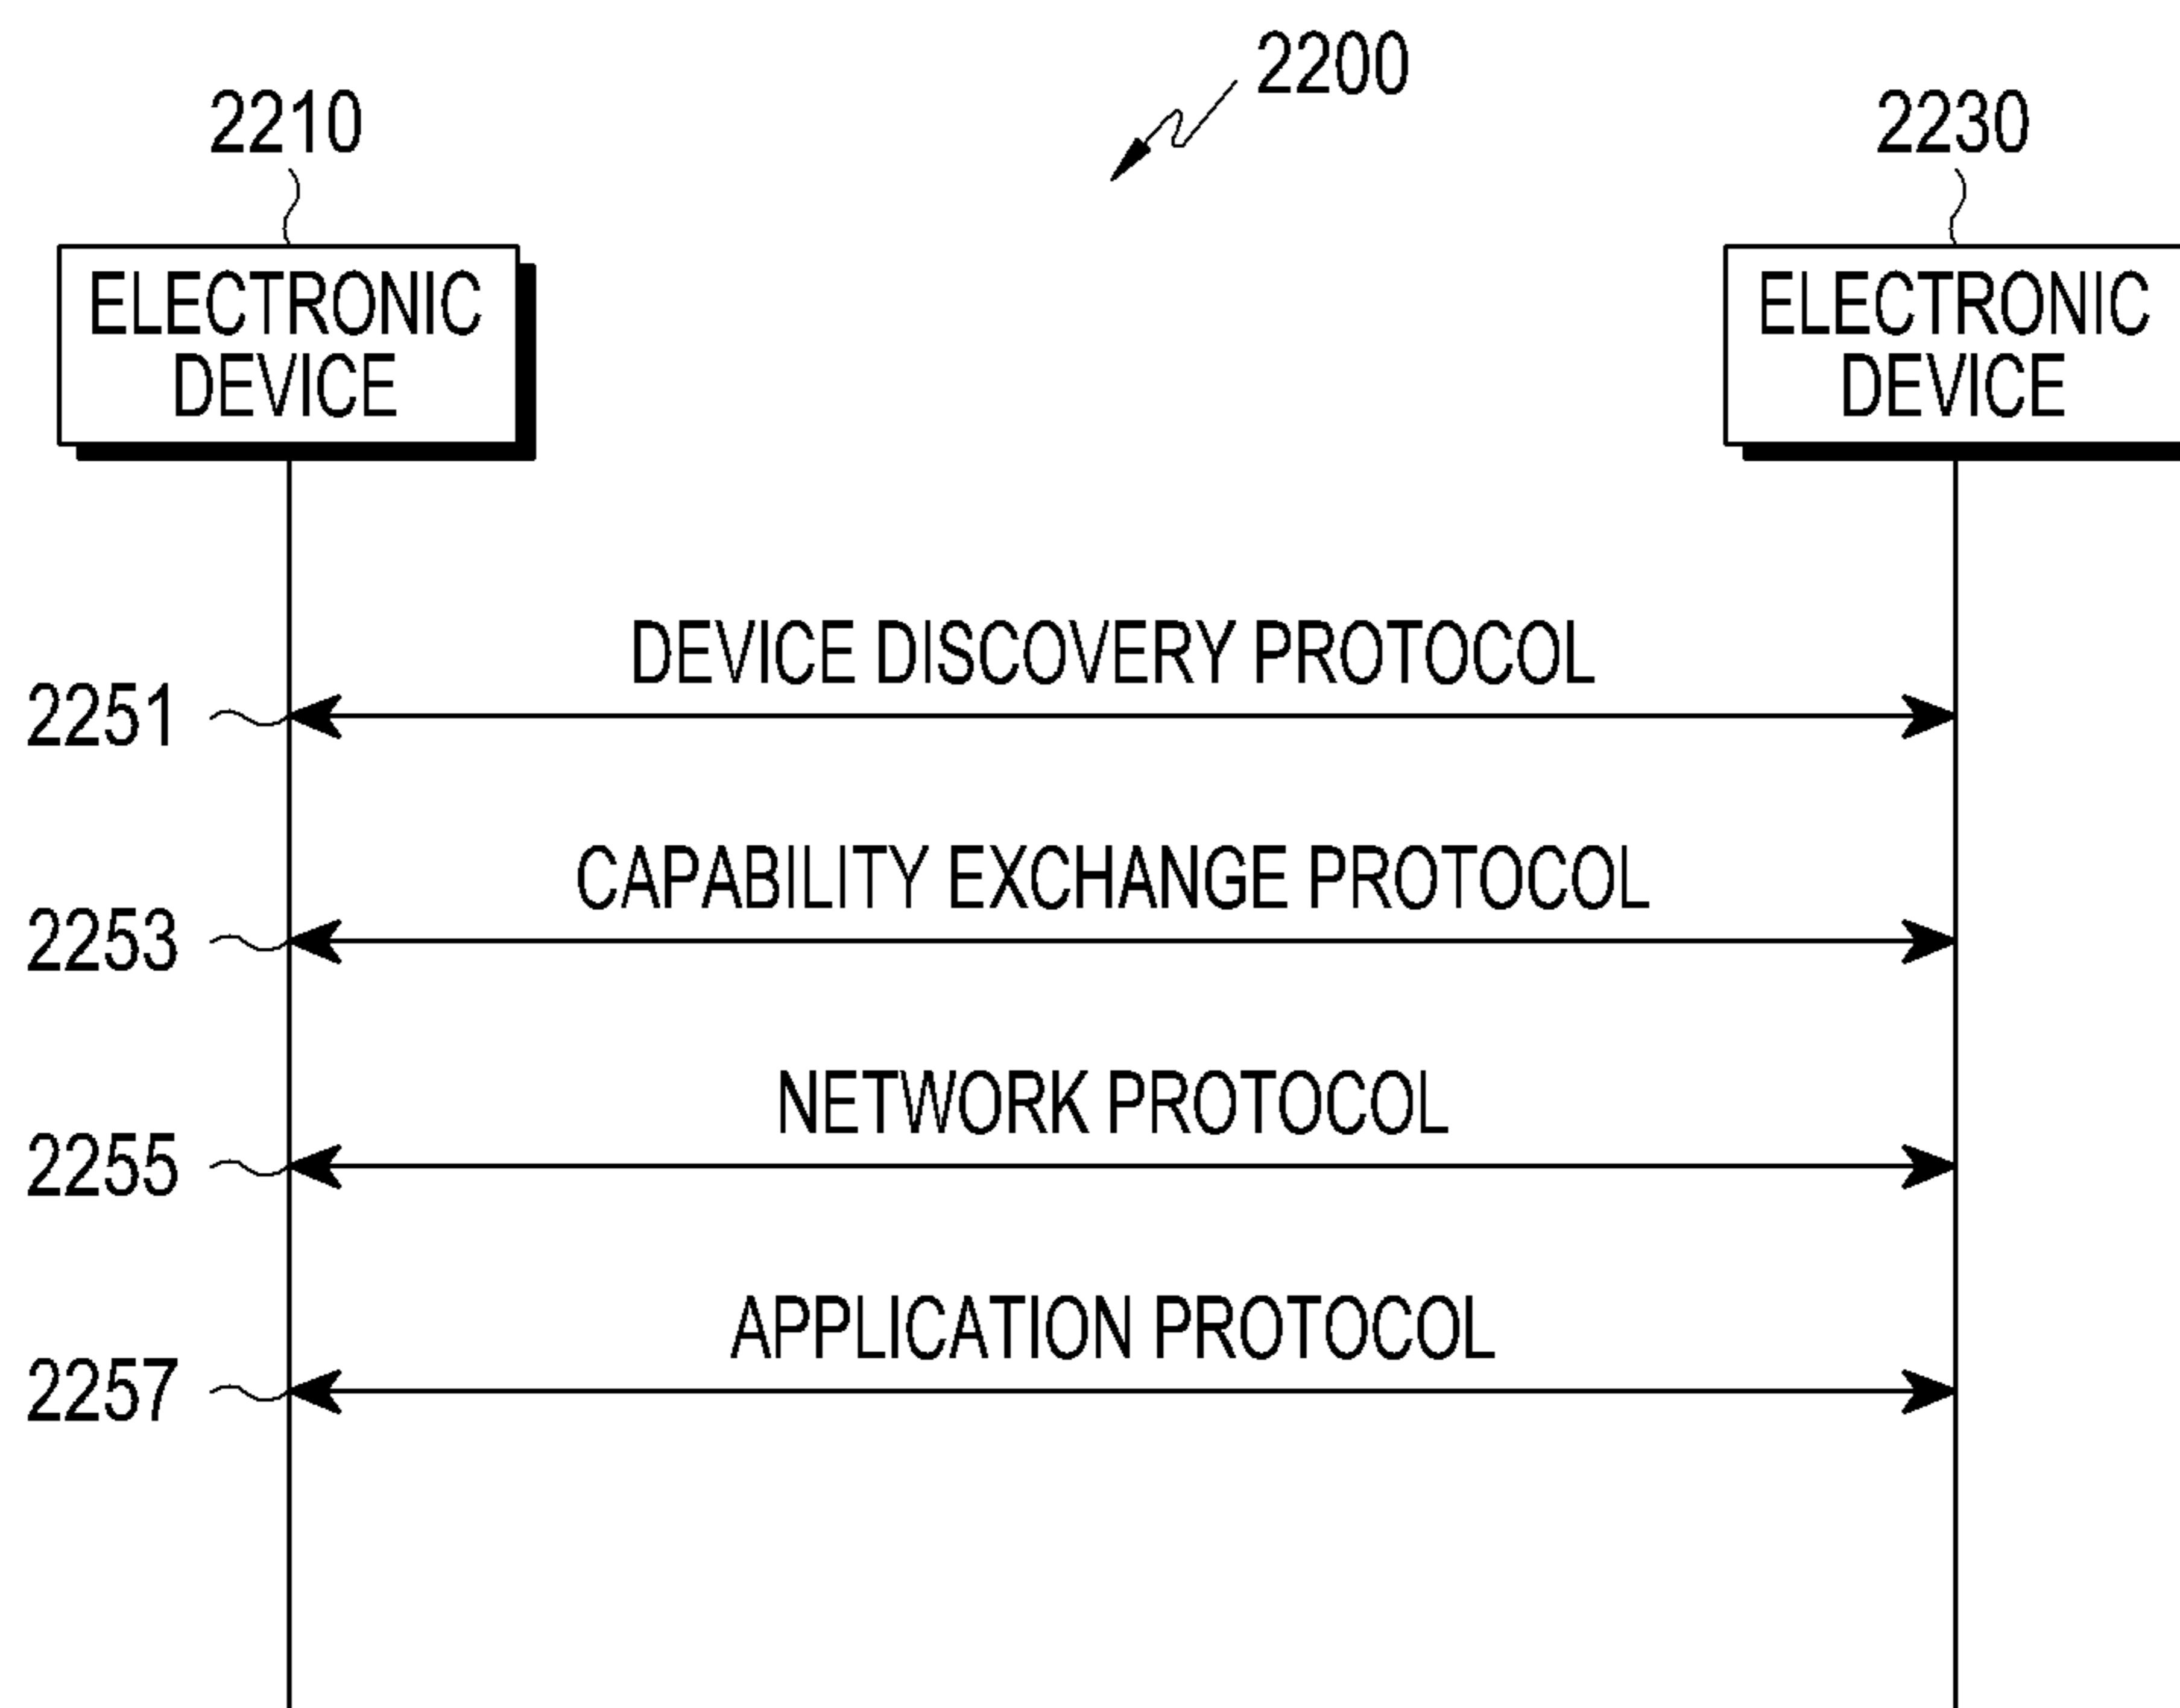 2200
2210
2230
ELECTRONIC
DEVICE
ELECTRONIC
DEVICE
DEVICE DISCOVERY PROTOCOL
2251
CAPABILITY EXCHANGE PROTOCOL
2253
NETWORK PROTOCOL
2255
APPLICATION PROTOCOL
2257